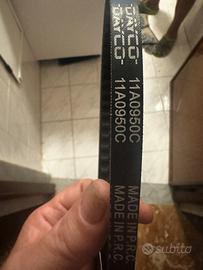 DAYCO
DAYCO
11A0950C
11A0950C
MADE IN P.R.C.
MADE IN P.R.C.
subito